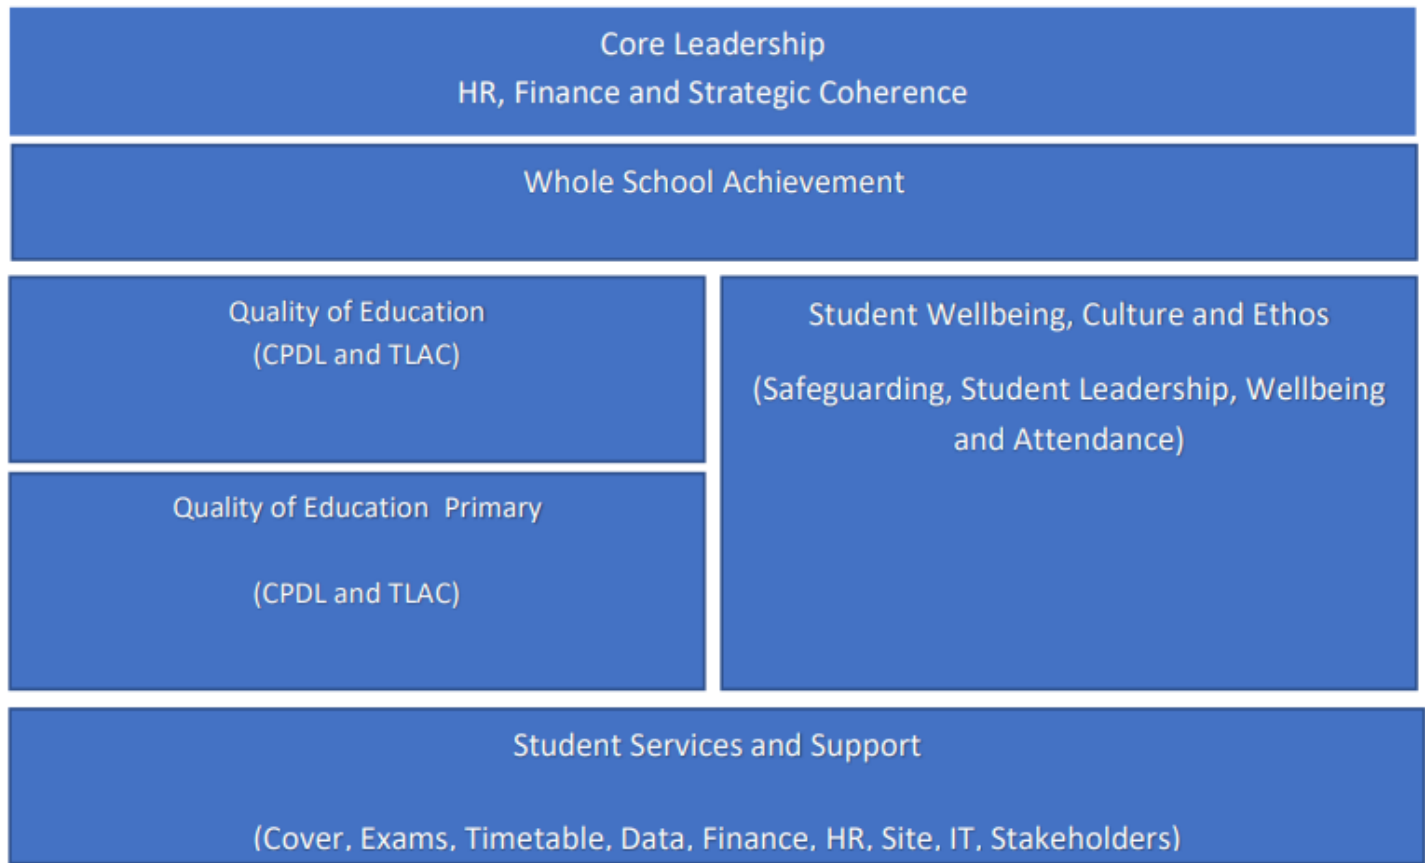 Core Leadership
HR, Finance and Strategic Coherence
Whole School Achievement
Quality of Education
(CPDL and TLAC)
Student Wellbeing, Culture and Ethos
(Safeguarding, Student Leadership, Wellbeing
and Attendance)
Quality of Education  Primary
(CPDL and TLAC)
Student Services and Support
(Cover, Exams, Timetable, Data, Finance, HR, Site, IT, Stakeholders)